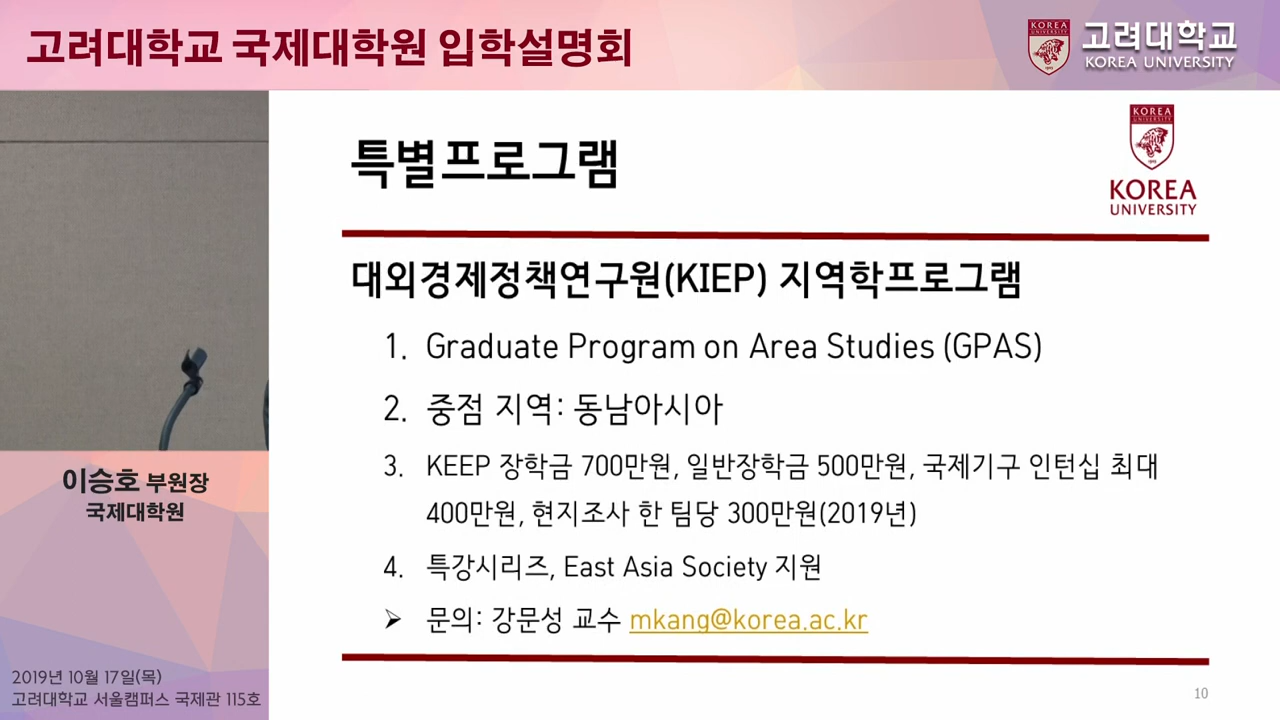 고려대학교 국제대학원 입학설명회
KOREA
UNIVERSITY
1905
고려대학교
KOREA UNIVERSITY
특별프로그램
KOREA
UNIVERSITY
1905
KOREA
UNIVERSITY
대외경제정책연구원(KIEP) 지역학프로그램
1. Graduate Program on Area Studies (GPAS)
2. 중점 지역: 동남아시아
3. KEEP 장학금 700만원, 일반장학금 500만원, 국제기구 인턴십 최대
400만원, 현지조사 한 팀당 300만원(2019년)
4. 특강시리즈, East Asia Society 지원
➢ 문의: 강문성 교수 mkang@korea.ac.kr
10
이승호 부원장
국제대학원
2019년 10월 17일(목)
고려대학교 서울캠퍼스 국제관 115호